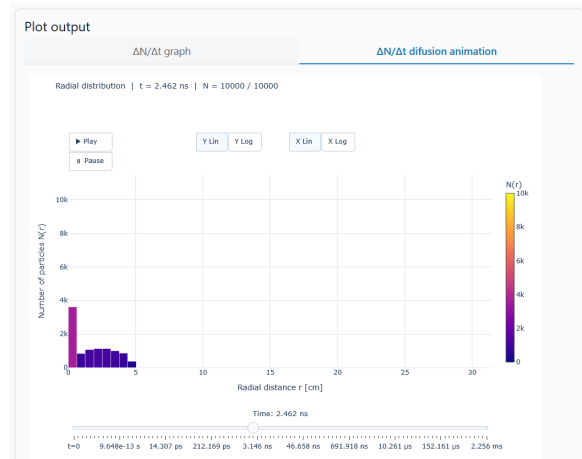 Plot output
ΔN/Δt graph
ΔN/Δt difusion animation
Radial distribution | t = 2.462 ns | N = 10000 / 10000
Play
Pause
Y Lin
Y Log
X Lin
X Log
N(r)
10k
8k
6k
4k
2k
0
Number of particles N(r)
10k
8k
6k
4k
2k
0
0 5 10 15 20 25 30
Radial distance r [cm]
Time: 2.462 ns
t=0 9.648e-13 s 14.307 ps 212.169 ps 3.146 ns 46.658 ns 691.918 ns 10.261 μs 152.161 μs 2.256 ms